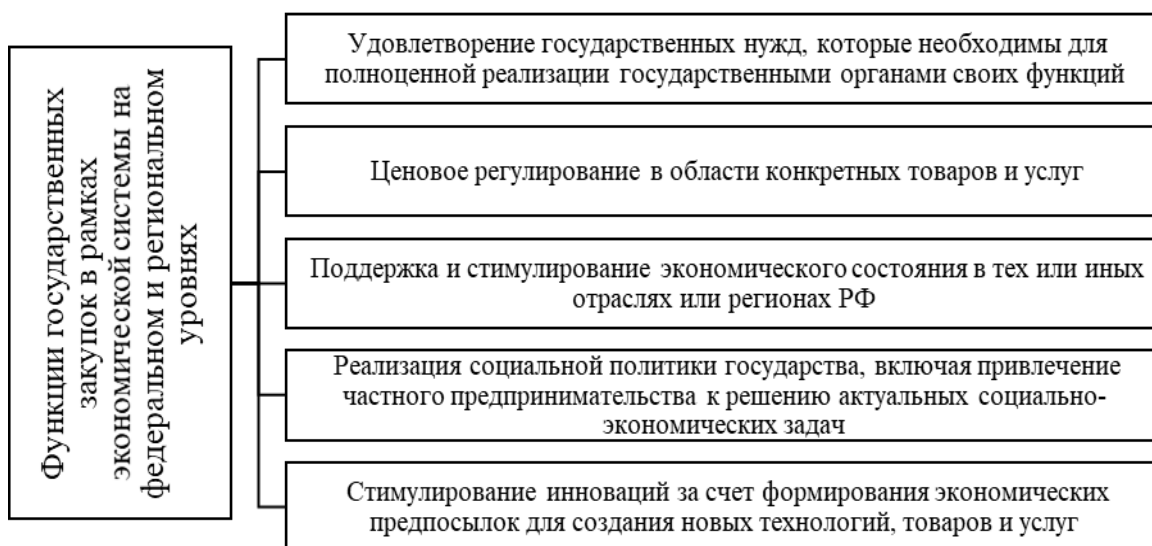 Функции государственных
закупок в рамках
экономической системы на
федеральном и региональном
уровнях
Удовлетворение государственных нужд, которые необходимы для
полноценной реализации государственными органами своих функций
Ценовое регулирование в области конкретных товаров и услуг
Поддержка и стимулирование экономического состояния в тех или иных
отраслях или регионах РФ
Реализация социальной политики государства, включая привлечение
частного предпринимательства к решению актуальных социально-
экономических задач
Стимулирование инноваций за счет формирования экономических
предпосылок для создания новых технологий, товаров и услуг